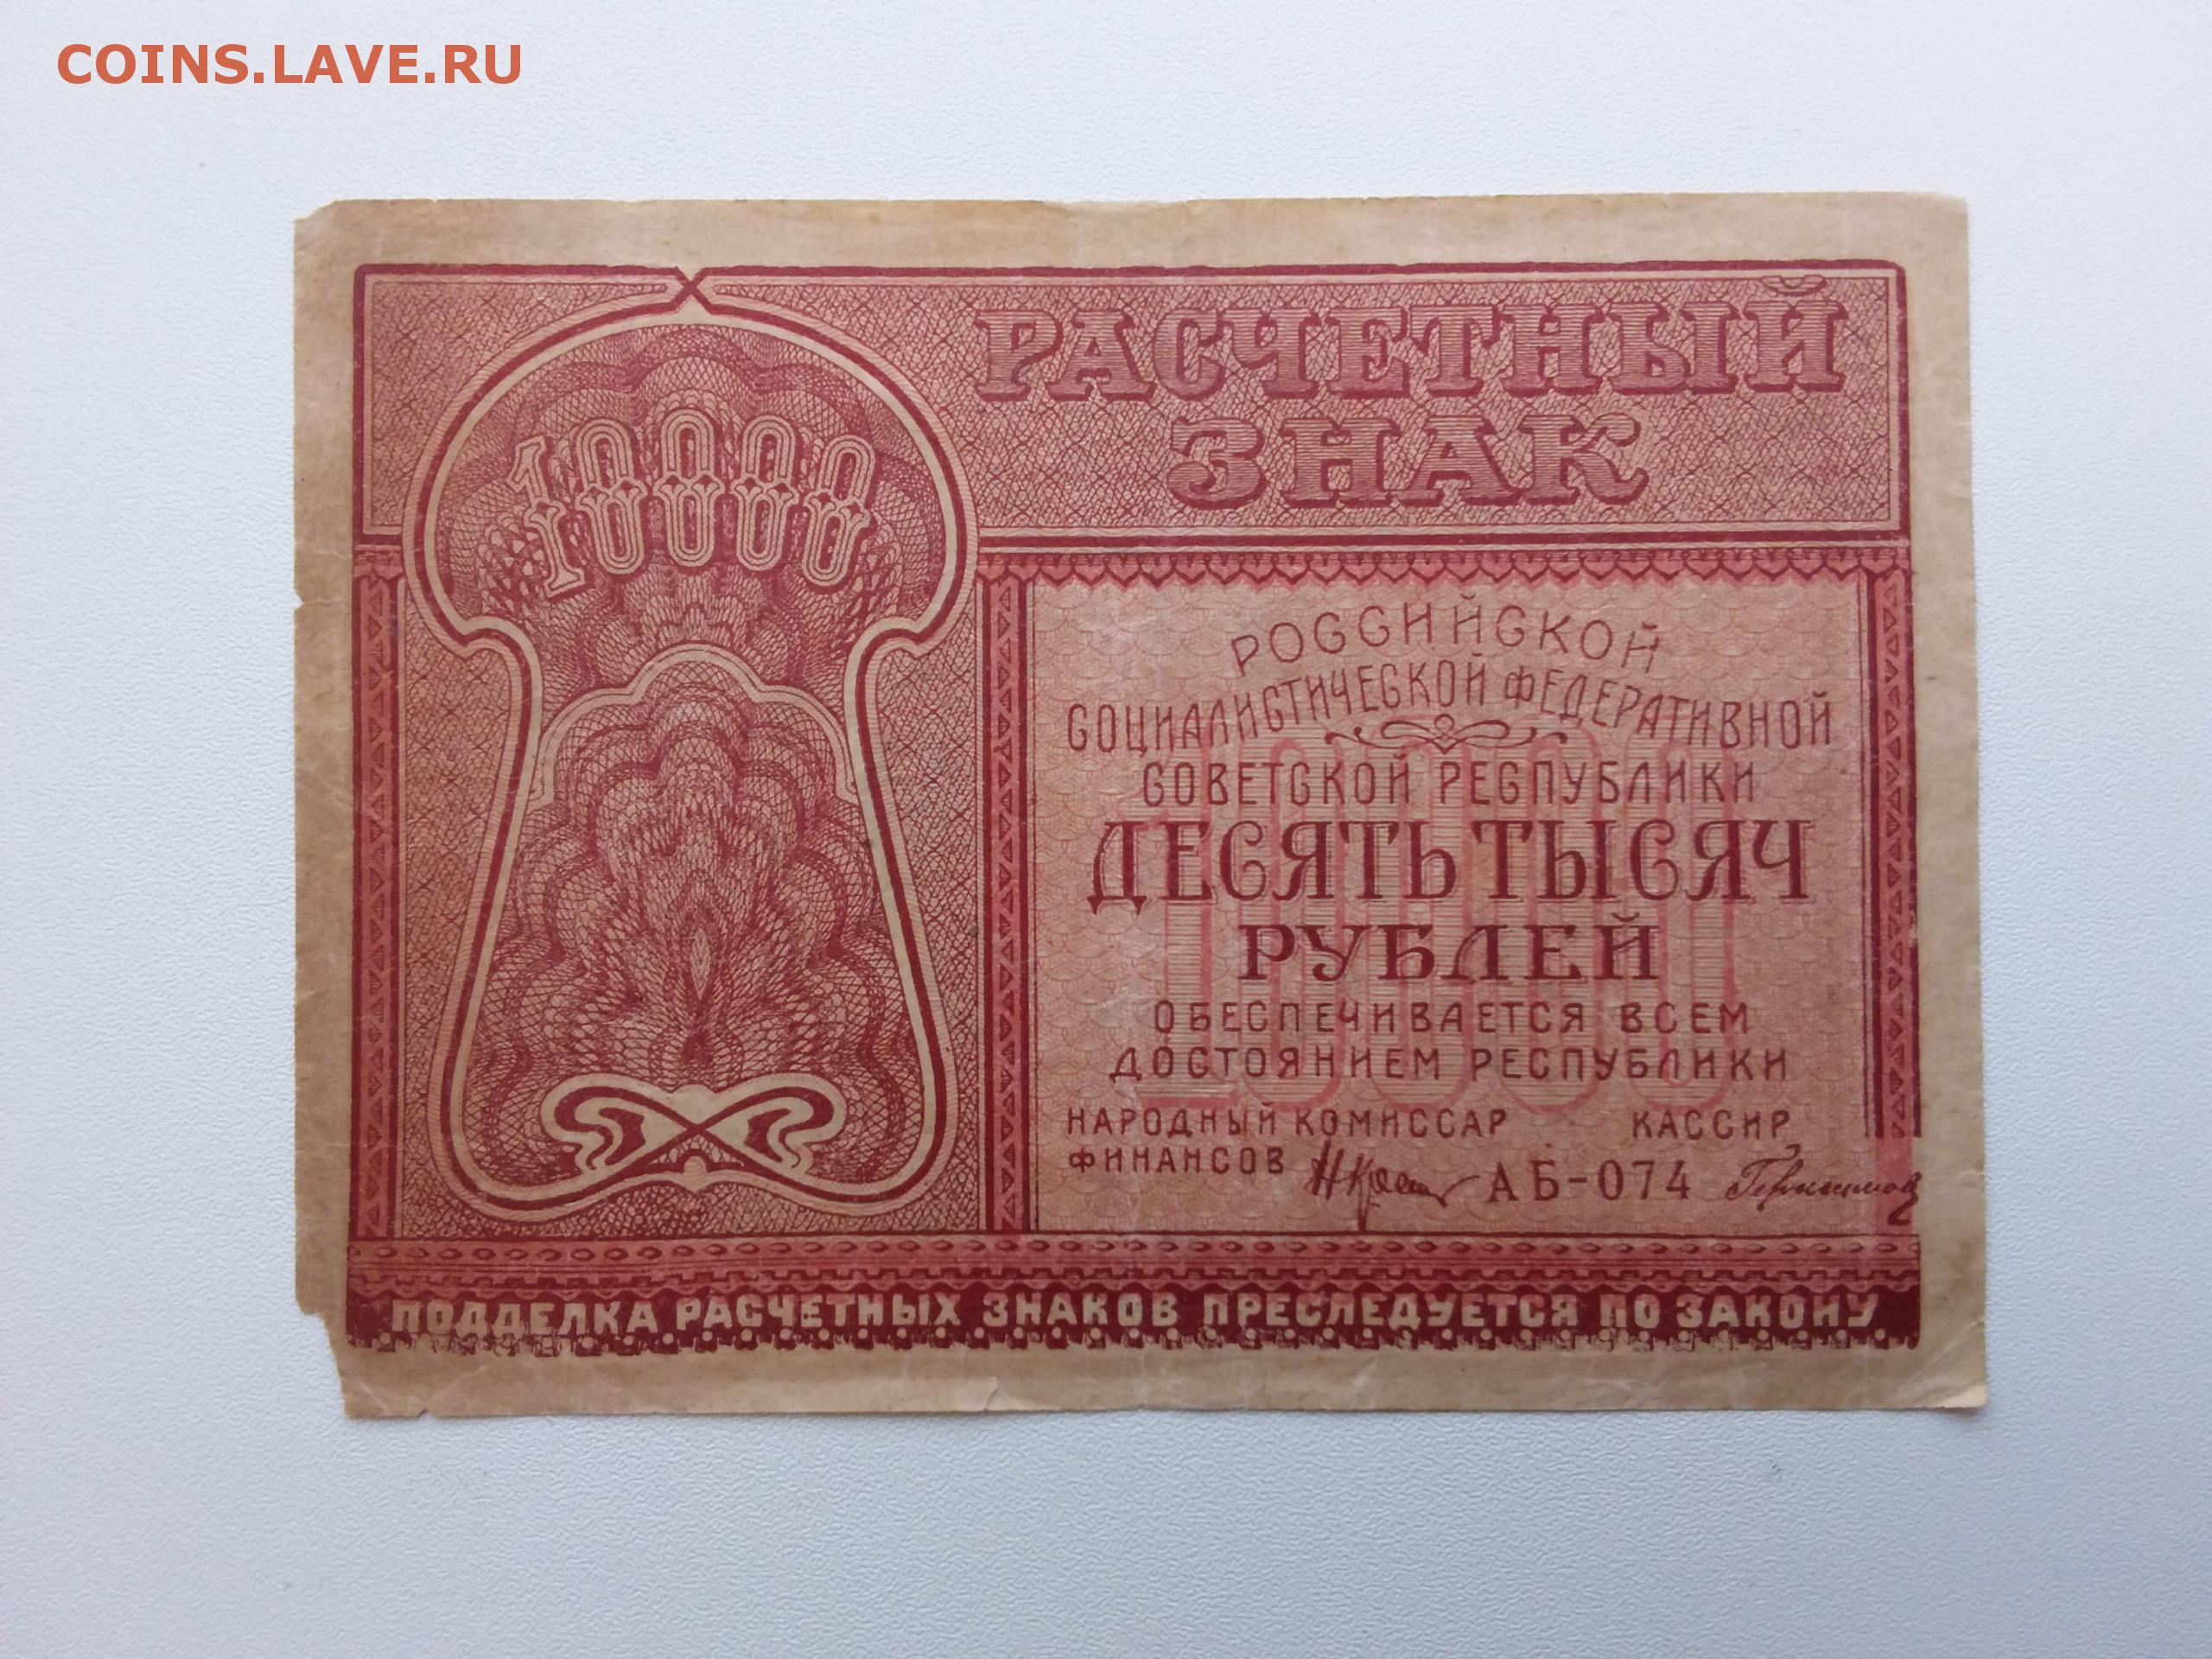 COINS.LAVE.RU
РАСЧЕТНЫЙ
ЗНАК
10000
РОССИЙСКОЙ
СОЦИАЛИСТИЧЕСКОЙ ФЕДЕРАТИВНОЙ
СОВЕТСКОЙ РЕСПУБЛИКИ
10000
ДЕСЯТЬ ТЫСЯЧ
РУБЛЕЙ
ОБЕСПЕЧИВАЕТСЯ ВСЕМ
ДОСТОЯНИЕМ РЕСПУБЛИКИ
НАРОДНЫЙ КОМИССАР КАССИР
ФИНАНСОВ АБ-074
ПОДДЕЛКА РАСЧЕТНЫХ ЗНАКОВ ПРЕСЛЕДУЕТСЯ ПО ЗАКОНУ